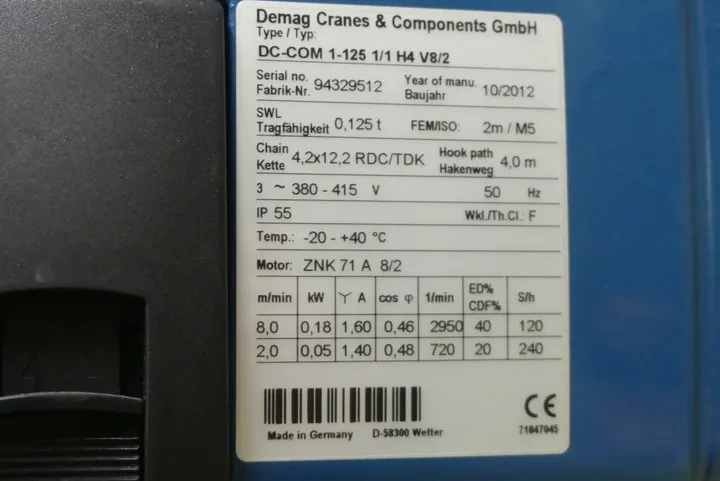 Demag Cranes & Components GmbH
Type / Typ:
DC-COM 1-125 1/1 H4 V8/2
Serial no. Fabrik-Nr. 94329512 Year of manu. Baujahr 10/2012
SWL Tragfähigkeit 0,125 t FEM/ISO: 2m / M5
Chain Kette 4,2x12,2 RDC/TDK Hook path Hakenweg 4,0 m
3 ~ 380 - 415 V 50 Hz
IP 55 Wkl./Th.Cl.: F
Temp.: -20 - +40 °C
Motor: ZNK 71 A 8/2
m/min kW Y A cos φ 1/min ED% CDF% S/h
8,0 0,18 1,60 0,46 2950 40 120
2,0 0,05 1,40 0,48 720 20 240
CE
Made in Germany D-58300 Wetter 71847045